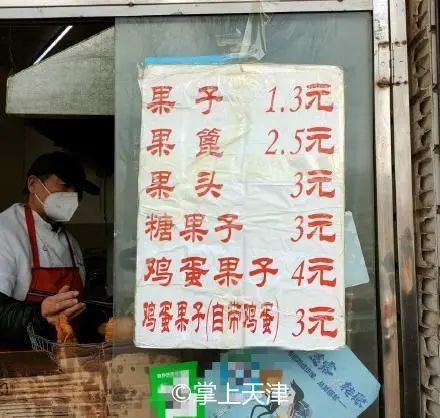 果子 1.3元
果篦 2.5元
果头 3元
糖果子 3元
鸡蛋果子 4元
鸡蛋果子(自带鸡蛋) 3元
©掌上天津